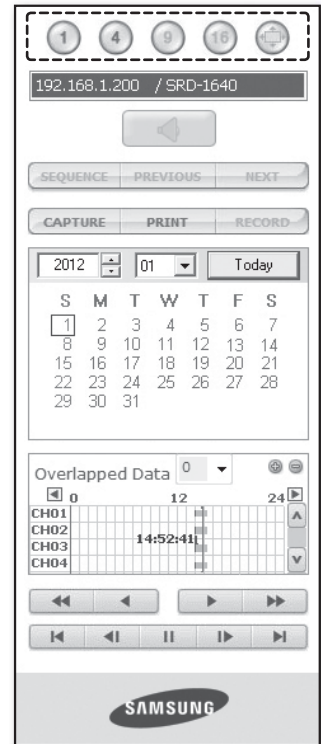 1 4 9 16
192.168.1.200 / SRD-1640
SEQUENCE PREVIOUS NEXT
CAPTURE PRINT RECORD
2012 01 Today
S M T W T F S
1 2 3 4 5 6 7
8 9 10 11 12 13 14
15 16 17 18 19 20 21
22 23 24 25 26 27 28
29 30 31
Overlapped Data 0
0 12 24
CH01
CH02
14:52:41
CH03
CH04
SAMSUNG